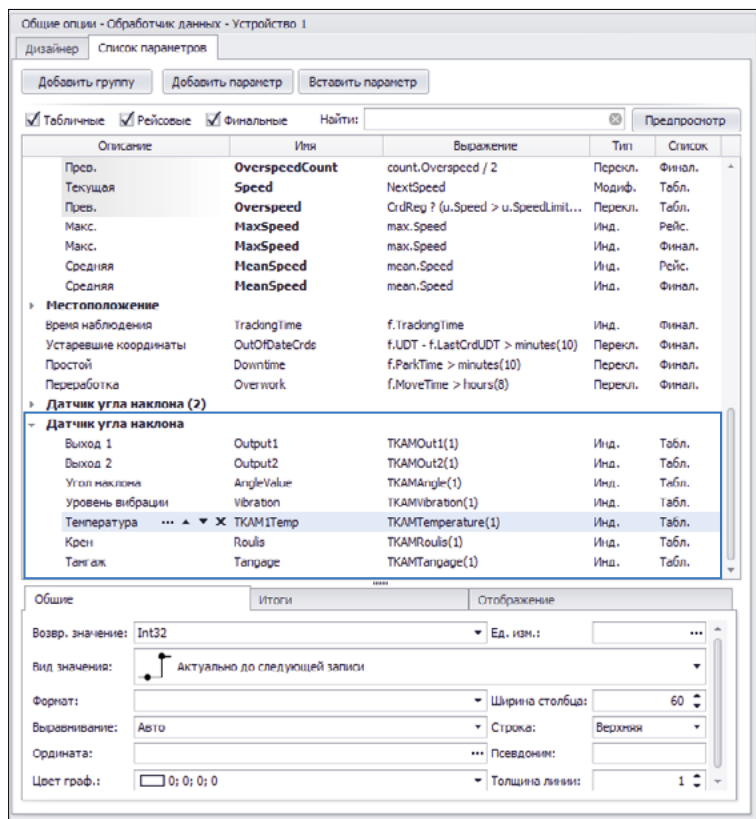 Общие опции - Обработчик данных - Устройство 1
Дизайнер Список параметров
Добавить группу Добавить параметр Вставить параметр
Табличные Рейсовые Финальные Найти: Предпросмотр
Описание Имя Выражение Тип Список
Прев. OverspeedCount count.Overspeed / 2 Перекл. Финал.
Текущая Speed NextSpeed Модиф. Табл.
Прев. Overspeed CrdReg ? (u.Speed > u.SpeedLimit... Перекл. Табл.
Макс. MaxSpeed max.Speed Инд. Рейс.
Макс. MaxSpeed max.Speed Инд. Финал.
Средняя MeanSpeed mean.Speed Инд. Рейс.
Средняя MeanSpeed mean.Speed Инд. Финал.
Местоположение
Время наблюдения TrackingTime f.TrackingTime Инд. Финал.
Устаревшие координаты OutOfDateCrds f.UDT - f.LastCrdUDT > minutes(10) Перекл. Финал.
Простой Downtime f.ParkTime > minutes(10) Перекл. Финал.
Переработка Overwork f.MoveTime > hours(8) Перекл. Финал.
Датчик угла наклона (2)
Датчик угла наклона
Выход 1 Output1 TKAMOut1(1) Инд. Табл.
Выход 2 Output2 TKAMOut2(1) Инд. Табл.
Угол наклона AngleValue TKAMAngle(1) Инд. Табл.
Уровень вибрации Vibration TKAMVibration(1) Инд. Табл.
Температура ... TKAM1Temp TKAMTemperature(1) Инд. Табл.
Крен Roulis TKAMRoulis(1) Инд. Табл.
Тангаж Tangage TKAMTangage(1) Инд. Табл.
Общие Итоги Отображение
Возвр. значение: Int32 Ед. изм.: ...
Вид значения: Актуально до следующей записи
Формат: Ширина столбца: 60
Выравнивание: Авто Строка: Верхняя
Ордината: ... Псевдоним:
Цвет граф.: 0; 0; 0; 0 Толщина линии: 1